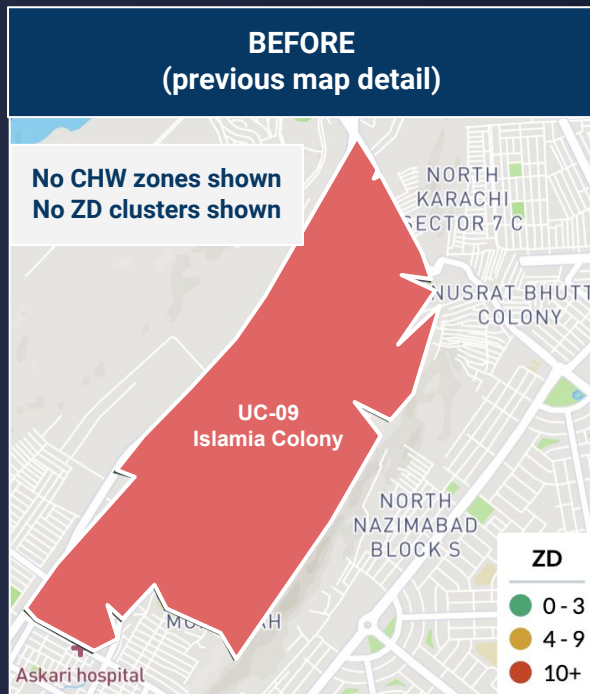 BEFORE
(previous map detail)
No CHW zones shown
No ZD clusters shown
NORTH
KARACHI
SECTOR 7 C
NUSRAT BHUTT
COLONY
UC-09
Islamia Colony
NORTH
NAZIMABAD
BLOCK S
ZD
0 - 3
4 - 9
10+
Askari hospital